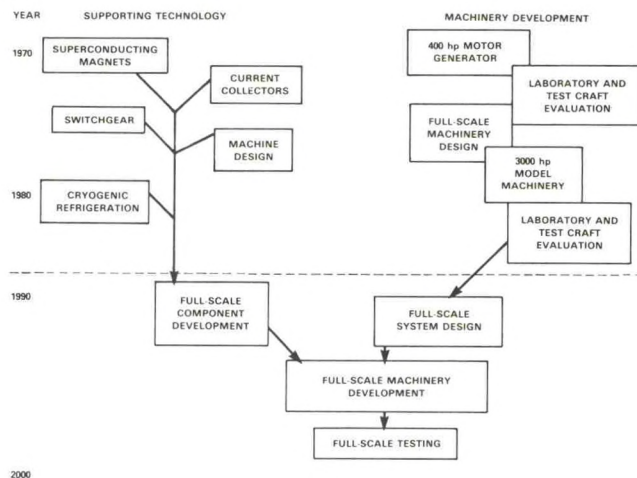 YEAR
SUPPORTING TECHNOLOGY
MACHINERY DEVELOPMENT
1970
SUPERCONDUCTING
MAGNETS
CURRENT
COLLECTORS
SWITCHGEAR
MACHINE
DESIGN
1980
CRYOGENIC
REFRIGERATION
400 hp MOTOR
GENERATOR
LABORATORY AND
TEST CRAFT
EVALUATION
FULL-SCALE
MACHINERY
DESIGN
3000 hp
MODEL
MACHINERY
LABORATORY AND
TEST CRAFT
EVALUATION
1990
FULL-SCALE
COMPONENT
DEVELOPMENT
FULL-SCALE
SYSTEM DESIGN
FULL-SCALE MACHINERY
DEVELOPMENT
FULL-SCALE TESTING
2000